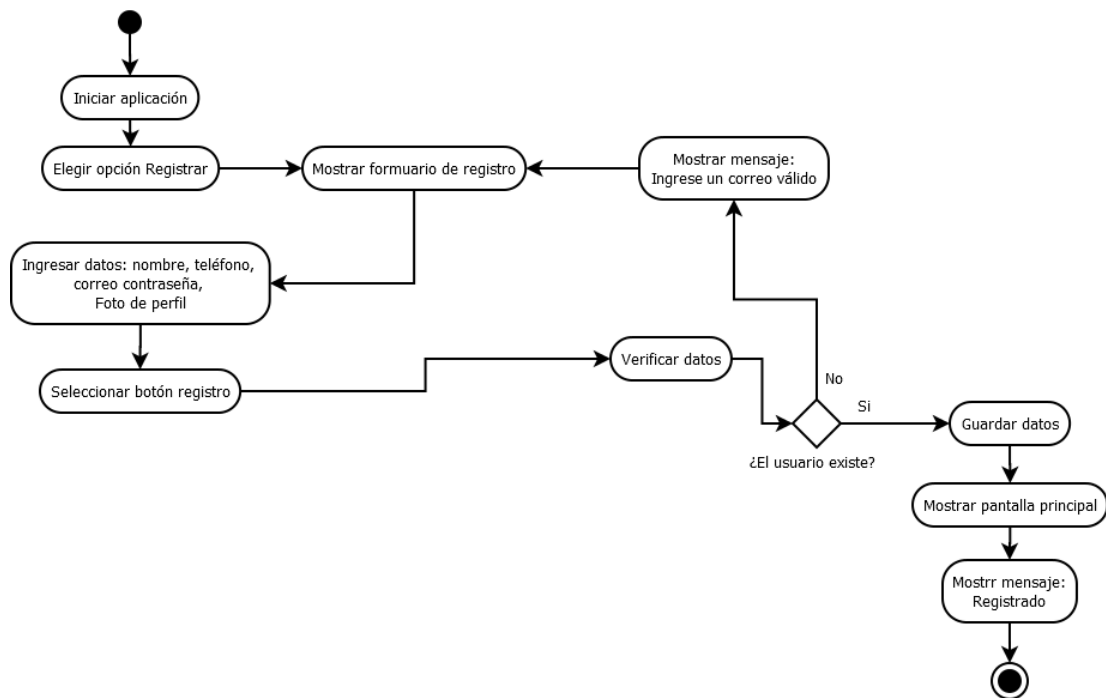 Iniciar aplicación
Elegir opción Registrar
Mostrar formuario de registro
Mostrar mensaje:
Ingrese un correo válido
Ingresar datos: nombre, teléfono,
correo contraseña,
Foto de perfil
Seleccionar botón registro
Verificar datos
No
Si
¿El usuario existe?
Guardar datos
Mostrar pantalla principal
Mostrr mensaje:
Registrado